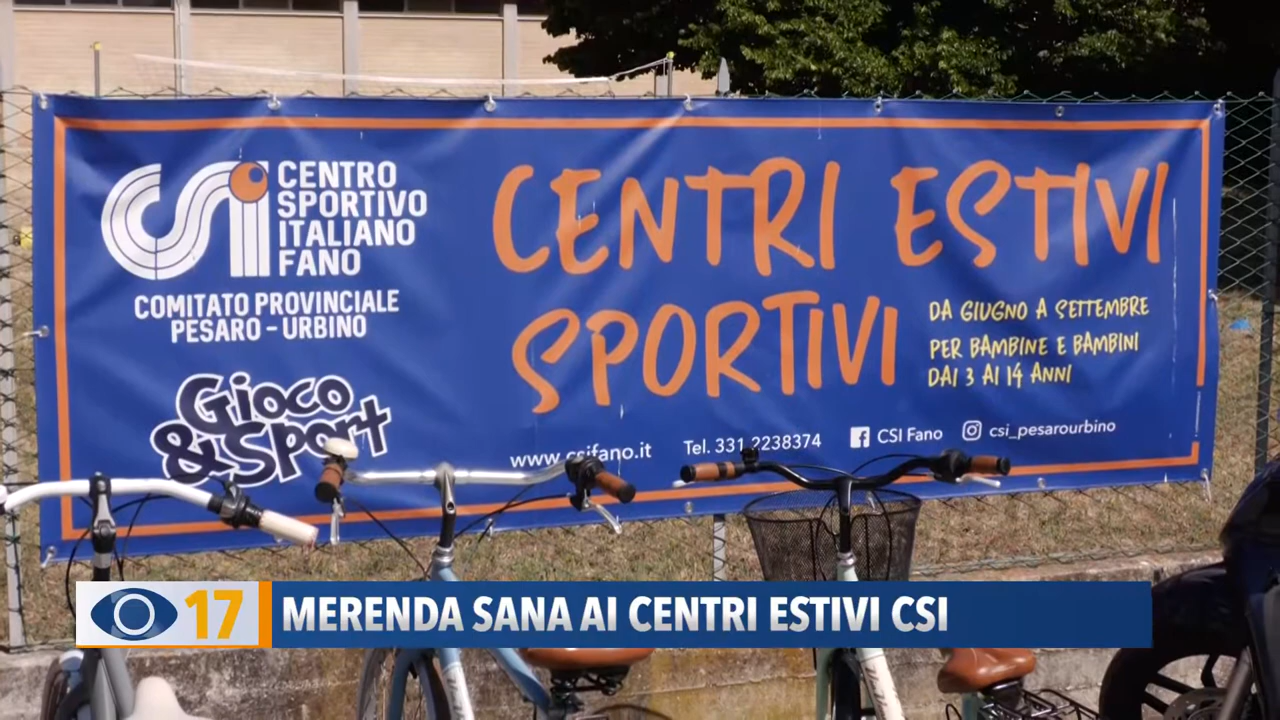 CSI
CENTRO
SPORTIVO
ITALIANO
FANO
COMITATO PROVINCIALE
PESARO - URBINO
Gioco
&Sport
CENTRI ESTIVI
SPORTIVI
DA GIUGNO A SETTEMBRE
PER BAMBINE E BAMBINI
DAI 3 AI 14 ANNI
www.csifano.it Tel. 331 2238374 CSI Fano csi_pesarourbino
17 MERENDA SANA AI CENTRI ESTIVI CSI